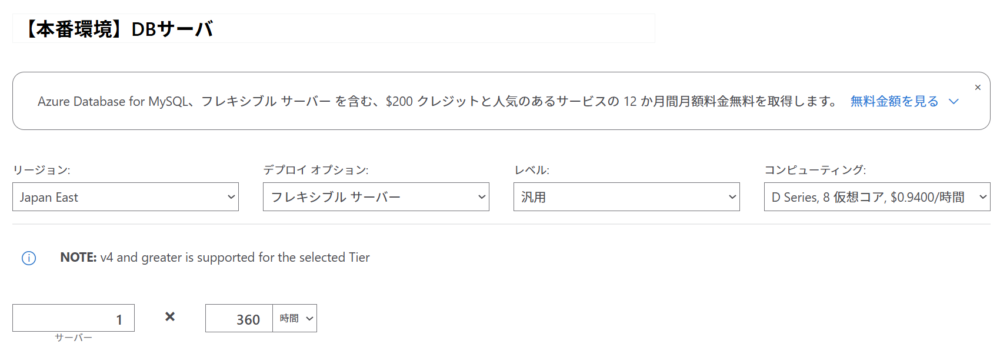 【本番環境】DBサーバ
Azure Database for MySQL、フレキシブル サーバー を含む、$200 クレジットと人気のあるサービスの 12 か月間月額料金無料を取得します。 無料金額を見る
リージョン: デプロイ オプション: レベル: コンピューティング:
Japan East フレキシブル サーバー 汎用 D Series, 8 仮想コア, $0.9400/時間
NOTE: v4 and greater is supported for the selected Tier
1 × 360 時間
サーバー